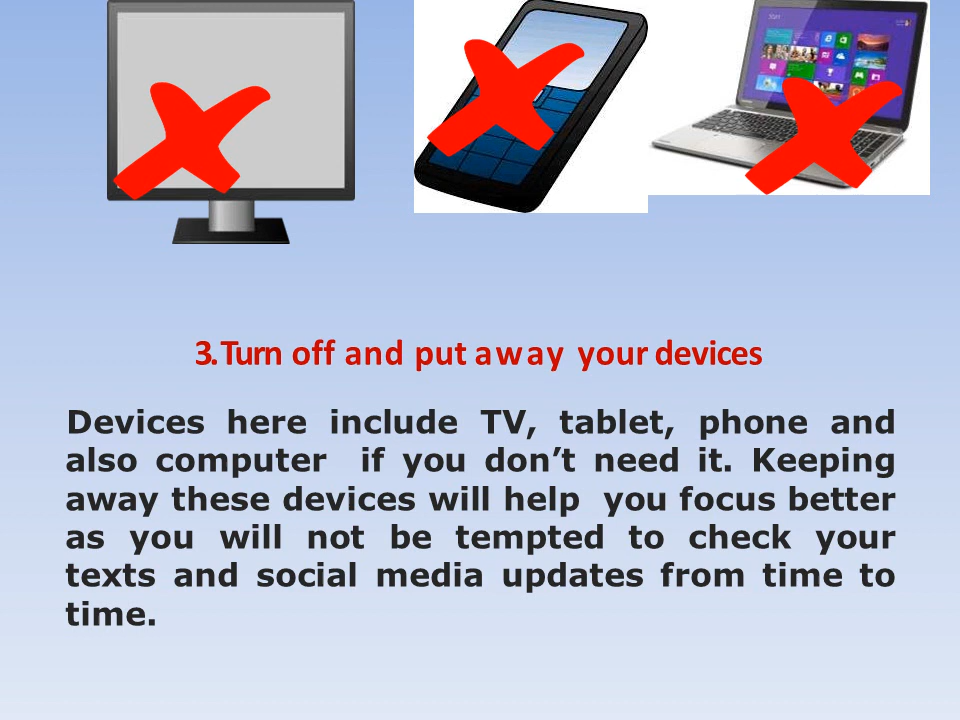 3.Turn off and put away your devices
Devices here include TV, tablet, phone and
also computer if you don’t need it. Keeping
away these devices will help you focus better
as you will not be tempted to check your
texts and social media updates from time to
time.